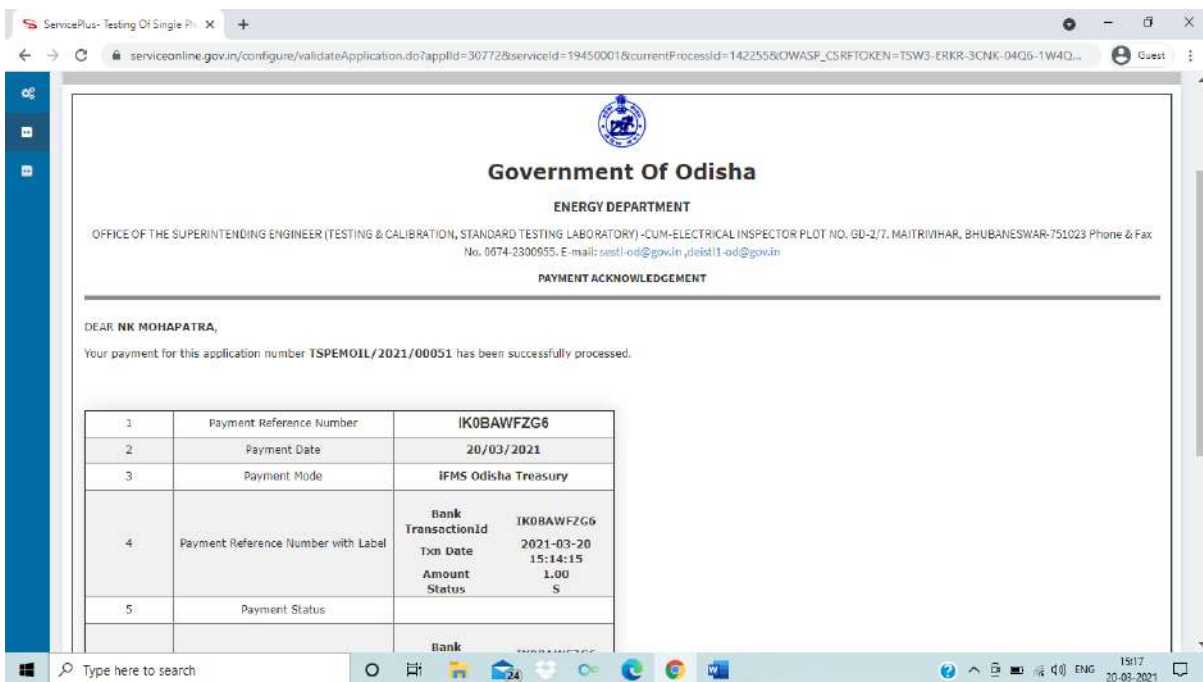 ServicePlus- Testing Of Single Ph
serviceonline.gov.in/configure/validateApplication.do?applId=30772&serviceId=19450001&currentProcessId=142255&OWASP_CSRFTOKEN=TSW3-ERKR-3CNK-04Q6-1W4Q...
Guest
Government Of Odisha
ENERGY DEPARTMENT
OFFICE OF THE SUPERINTENDING ENGINEER (TESTING & CALIBRATION, STANDARD TESTING LABORATORY) -CUM-ELECTRICAL INSPECTOR PLOT NO. GD-2/7. MAITRIVIHAR, BHUBANESWAR-751023 Phone & Fax
No. 0674-2300955. E-mail: sestl-od@gov.in ,deistl1-od@gov.in
PAYMENT ACKNOWLEDGEMENT
DEAR NK MOHAPATRA,
Your payment for this application number TSPEMOIL/2021/00051 has been successfully processed.
1 Payment Reference Number IK0BAWFZG6
2 Payment Date 20/03/2021
3 Payment Mode iFMS Odisha Treasury
4 Payment Reference Number with Label
Bank TransactionId IK0BAWFZG6
Txn Date 2021-03-20 15:14:15
Amount 1.00
Status S
5 Payment Status
Bank
Type here to search
24
ENG
15:17
20-03-2021